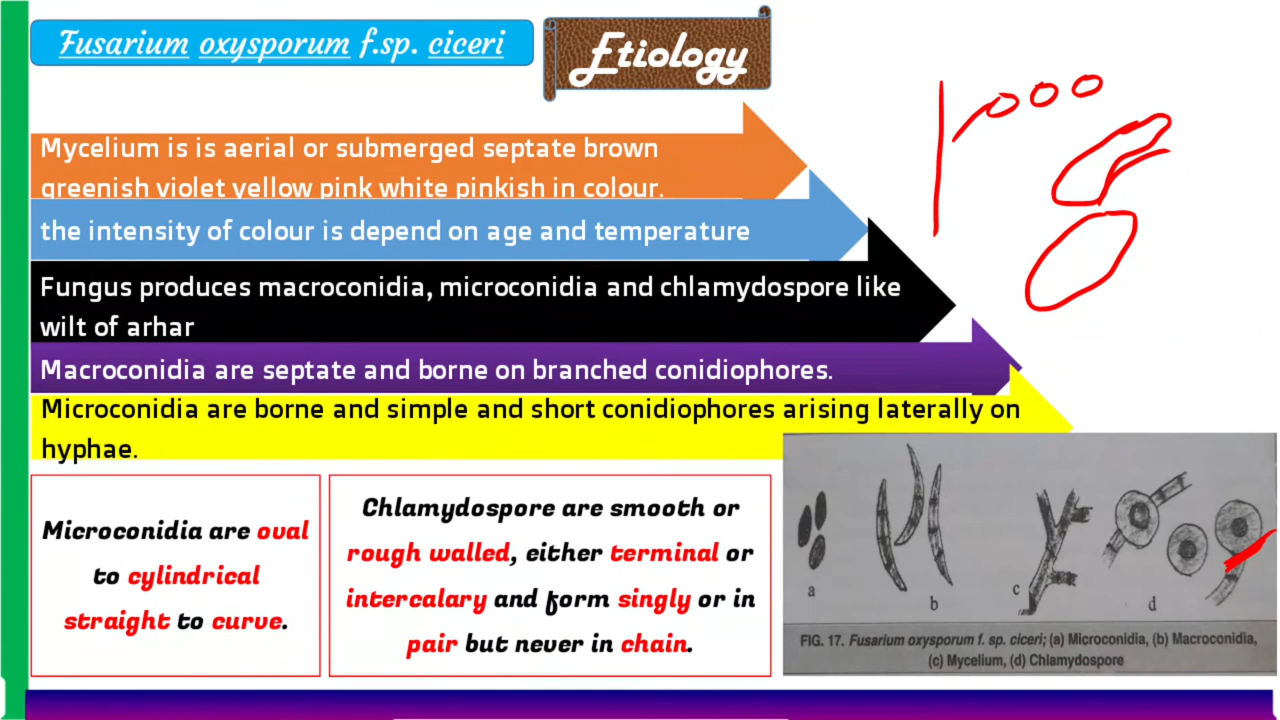 Fusarium oxysporum f.sp. ciceri
Etiology
Mycelium is is aerial or submerged septate brown
greenish violet yellow pink white pinkish in colour.
the intensity of colour is depend on age and temperature
Fungus produces macroconidia, microconidia and chlamydospore like
wilt of arhar
Macroconidia are septate and borne on branched conidiophores.
Microconidia are borne and simple and short conidiophores arising laterally on
hyphae.
Microconidia are oval
to cylindrical
straight to curve.
Chlamydospore are smooth or
rough walled, either terminal or
intercalary and form singly or in
pair but never in chain.
a
b
c
d
FIG. 17. Fusarium oxysporum f. sp. ciceri; (a) Microconidia, (b) Macroconidia,
(c) Mycelium, (d) Chlamydospore